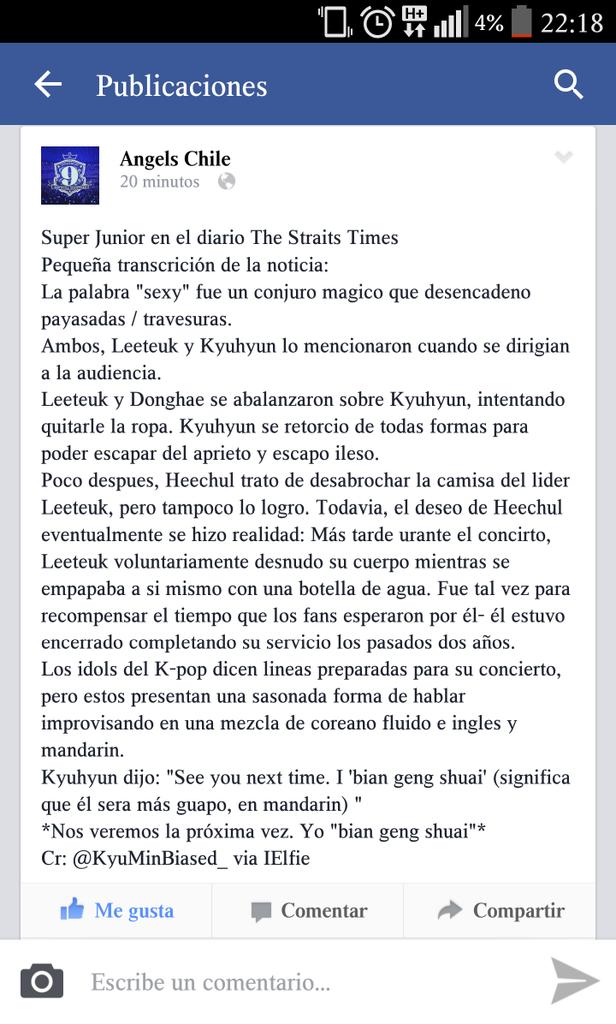 H+ 4% 22:18
Publicaciones
9
Angels Chile
20 minutos
Super Junior en el diario The Straits Times
Pequeña transcrición de la noticia:
La palabra "sexy" fue un conjuro magico que desencadeno
payasadas / travesuras.
Ambos, Leeteuk y Kyuhyun lo mencionaron cuando se dirigian
a la audiencia.
Leeteuk y Donghae se abalanzaron sobre Kyuhyun, intentando
quitarle la ropa. Kyuhyun se retorcio de todas formas para
poder escapar del aprieto y escapo ileso.
Poco despues, Heechul trato de desabrochar la camisa del lider
Leeteuk, pero tampoco lo logro. Todavia, el deseo de Heechul
eventualmente se hizo realidad: Más tarde urante el concirto,
Leeteuk voluntariamente desnudo su cuerpo mientras se
empapaba a si mismo con una botella de agua. Fue tal vez para
recompensar el tiempo que los fans esperaron por él- él estuvo
encerrado completando su servicio los pasados dos años.
Los idols del K-pop dicen lineas preparadas para su concierto,
pero estos presentan una sasonada forma de hablar
improvisando en una mezcla de coreano fluido e ingles y
mandarin.
Kyuhyun dijo: "See you next time. I 'bian geng shuai' (significa
que él sera más guapo, en mandarin) "
*Nos veremos la próxima vez. Yo "bian geng shuai"*
Cr: @KyuMinBiased_ via IElfie
Me gusta Comentar Compartir
Escribe un comentario...